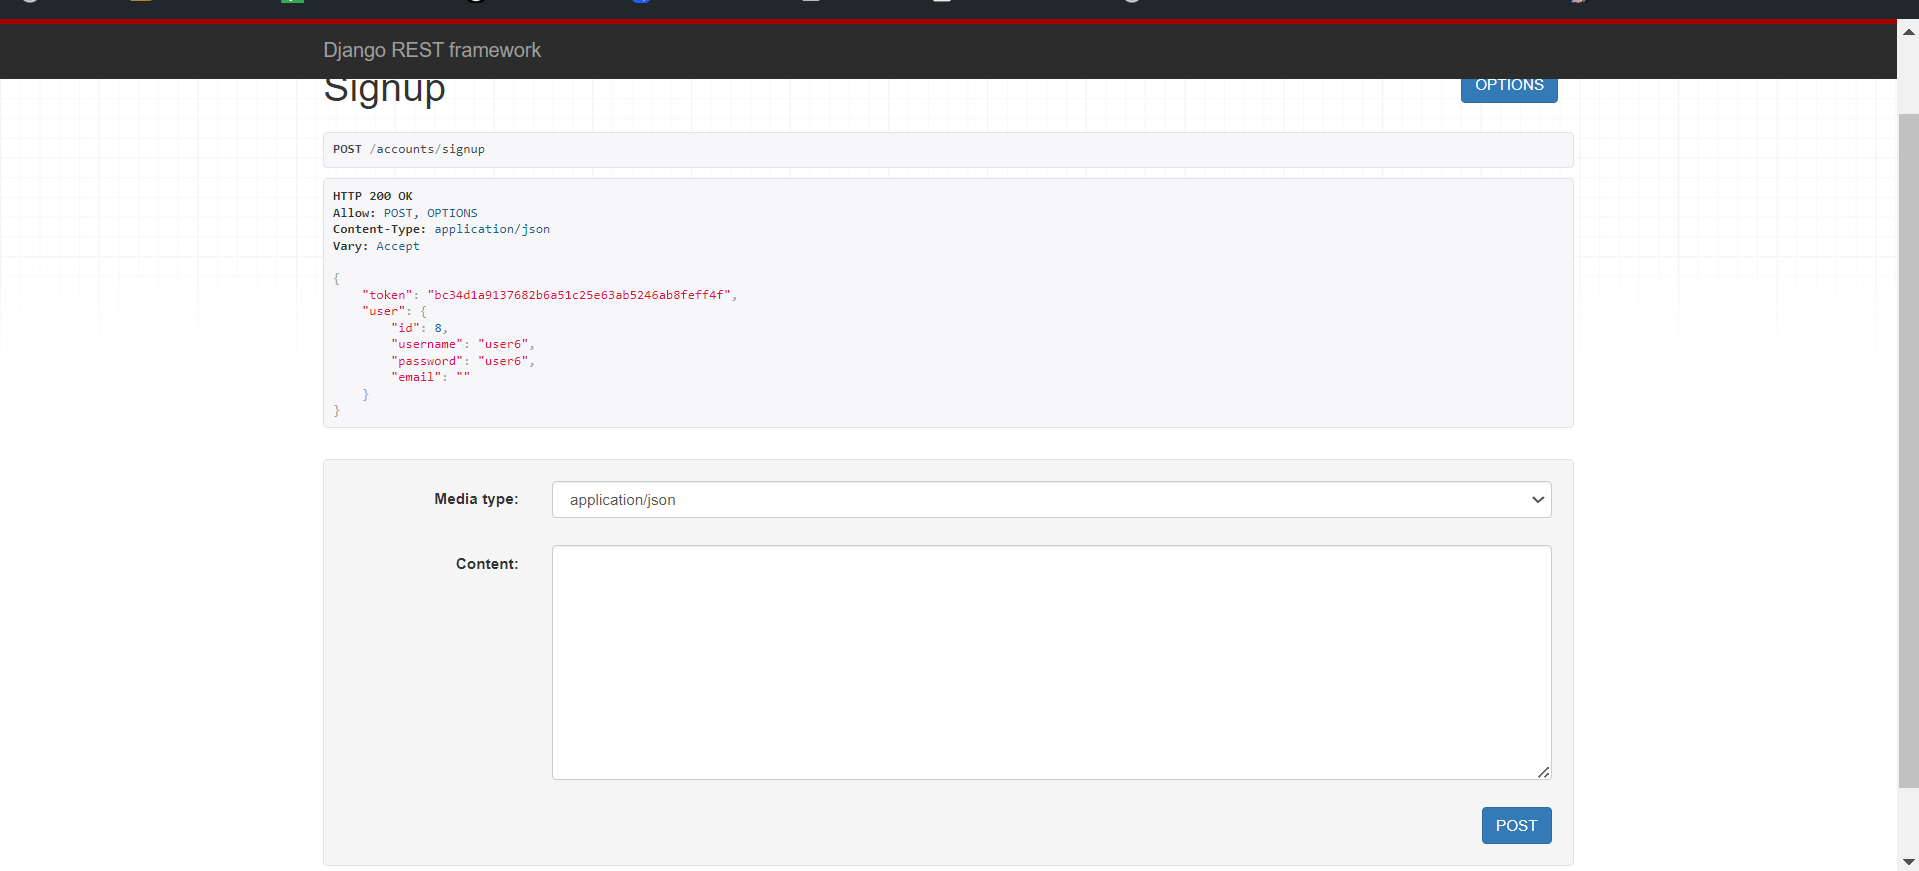 Django REST framework
Signup
OPTIONS
POST /accounts/signup
HTTP 200 OK
Allow: POST, OPTIONS
Content-Type: application/json
Vary: Accept
{
"token": "bc34d1a9137682b6a51c25e63ab5246ab8feff4f",
"user": {
"id": 8,
"username": "user6",
"password": "user6",
"email": ""
}
}
Media type:
application/json
Content:
POST